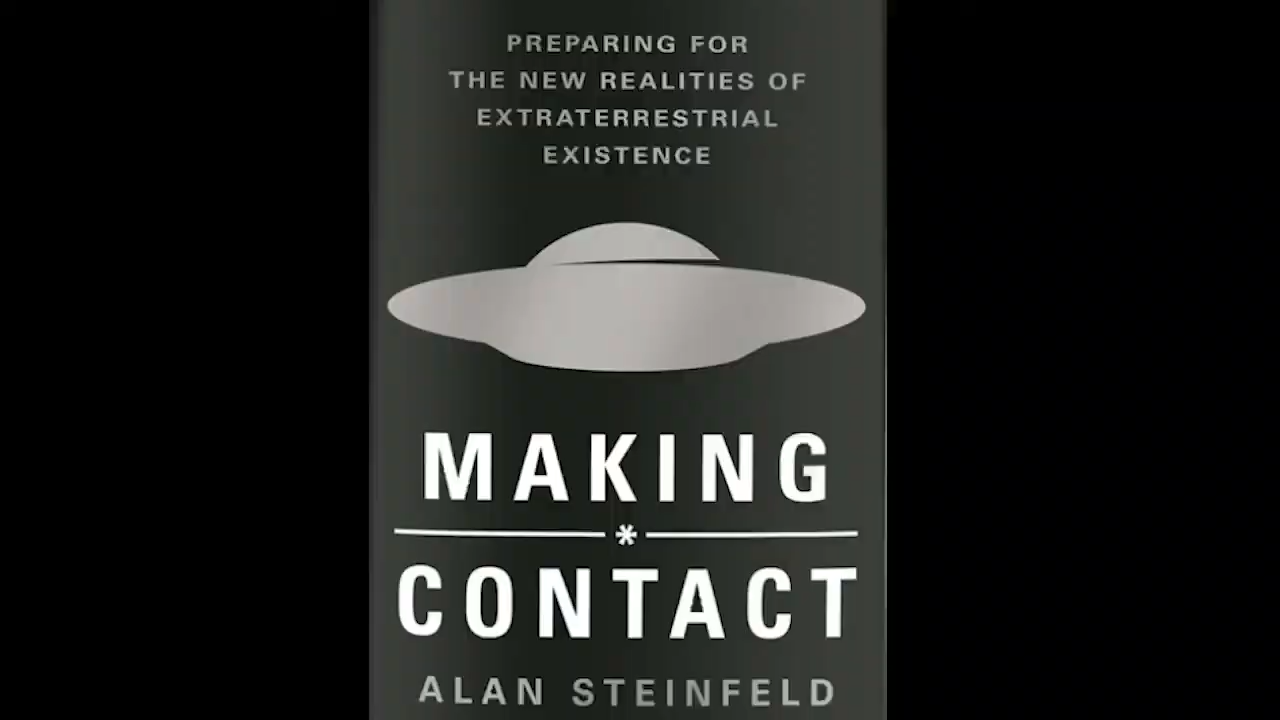 PREPARING FOR
THE NEW REALITIES OF
EXTRATERRESTRIAL
EXISTENCE
MAKING
*
CONTACT
ALAN STEINFELD